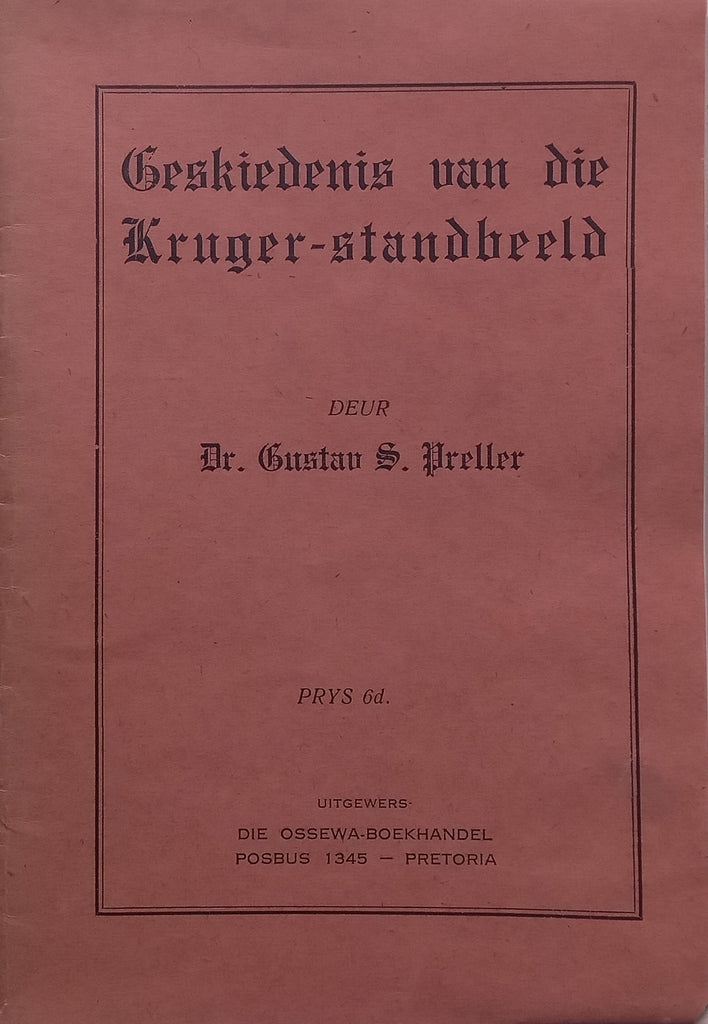 Geskiedenis van die
Kruger-standbeeld
DEUR
Dr. Gustav S. Preller
PRYS 6d.
UITGEWERS-
DIE OSSEWA-BOEKHANDEL
POSBUS 1345 — PRETORIA